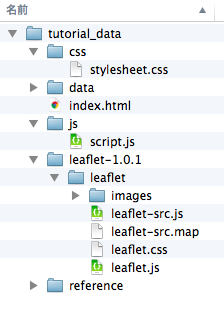 名前
tutorial_data
css
stylesheet.css
data
index.html
js
script.js
leaflet-1.0.1
leaflet
images
leaflet-src.js
leaflet-src.map
leaflet.css
leaflet.js
reference